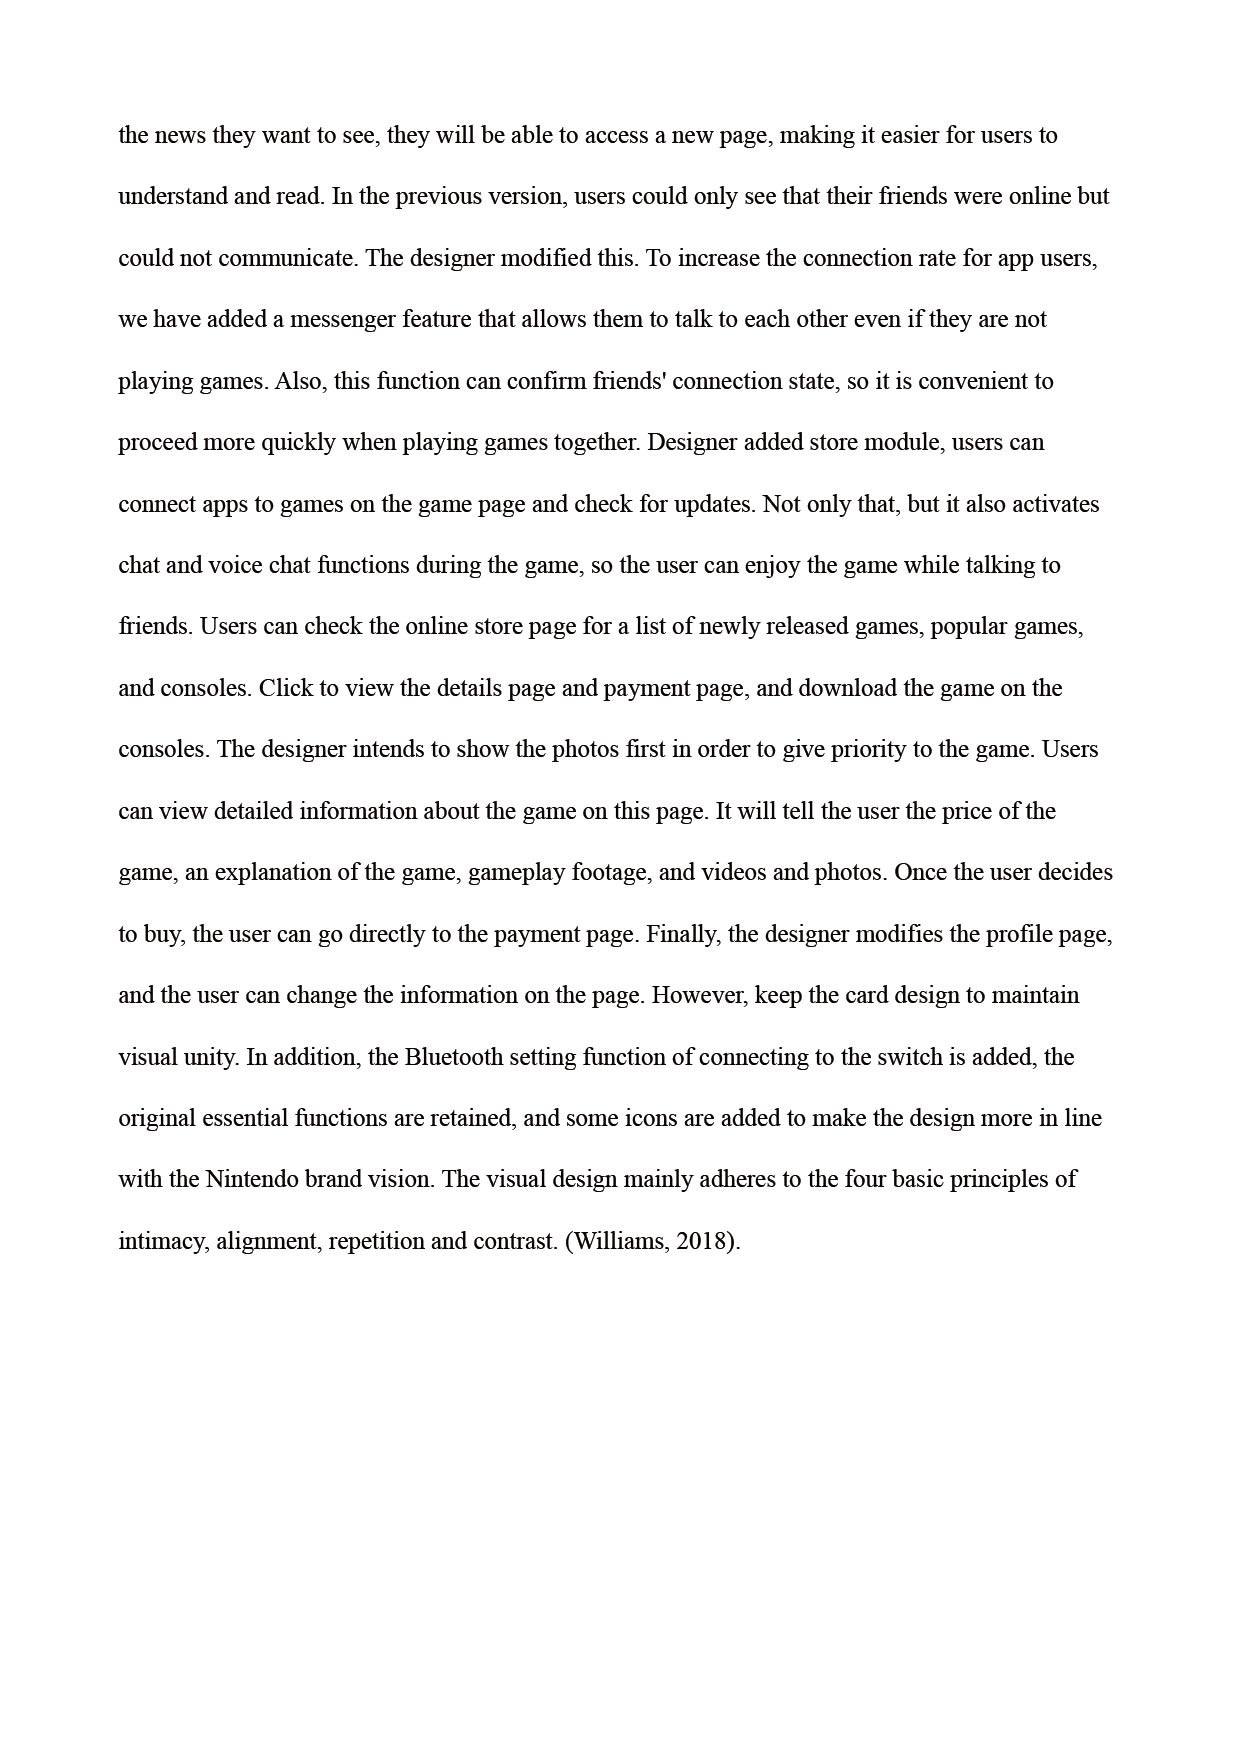 the news they want to see, they will be able to access a new page, making it easier for users to
understand and read. In the previous version, users could only see that their friends were online but
could not communicate. The designer modified this. To increase the connection rate for app users,
we have added a messenger feature that allows them to talk to each other even if they are not
playing games. Also, this function can confirm friends' connection state, so it is convenient to
proceed more quickly when playing games together. Designer added store module, users can
connect apps to games on the game page and check for updates. Not only that, but it also activates
chat and voice chat functions during the game, so the user can enjoy the game while talking to
friends. Users can check the online store page for a list of newly released games, popular games,
and consoles. Click to view the details page and payment page, and download the game on the
consoles. The designer intends to show the photos first in order to give priority to the game. Users
can view detailed information about the game on this page. It will tell the user the price of the
game, an explanation of the game, gameplay footage, and videos and photos. Once the user decides
to buy, the user can go directly to the payment page. Finally, the designer modifies the profile page,
and the user can change the information on the page. However, keep the card design to maintain
visual unity. In addition, the Bluetooth setting function of connecting to the switch is added, the
original essential functions are retained, and some icons are added to make the design more in line
with the Nintendo brand vision. The visual design mainly adheres to the four basic principles of
intimacy, alignment, repetition and contrast. (Williams, 2018).